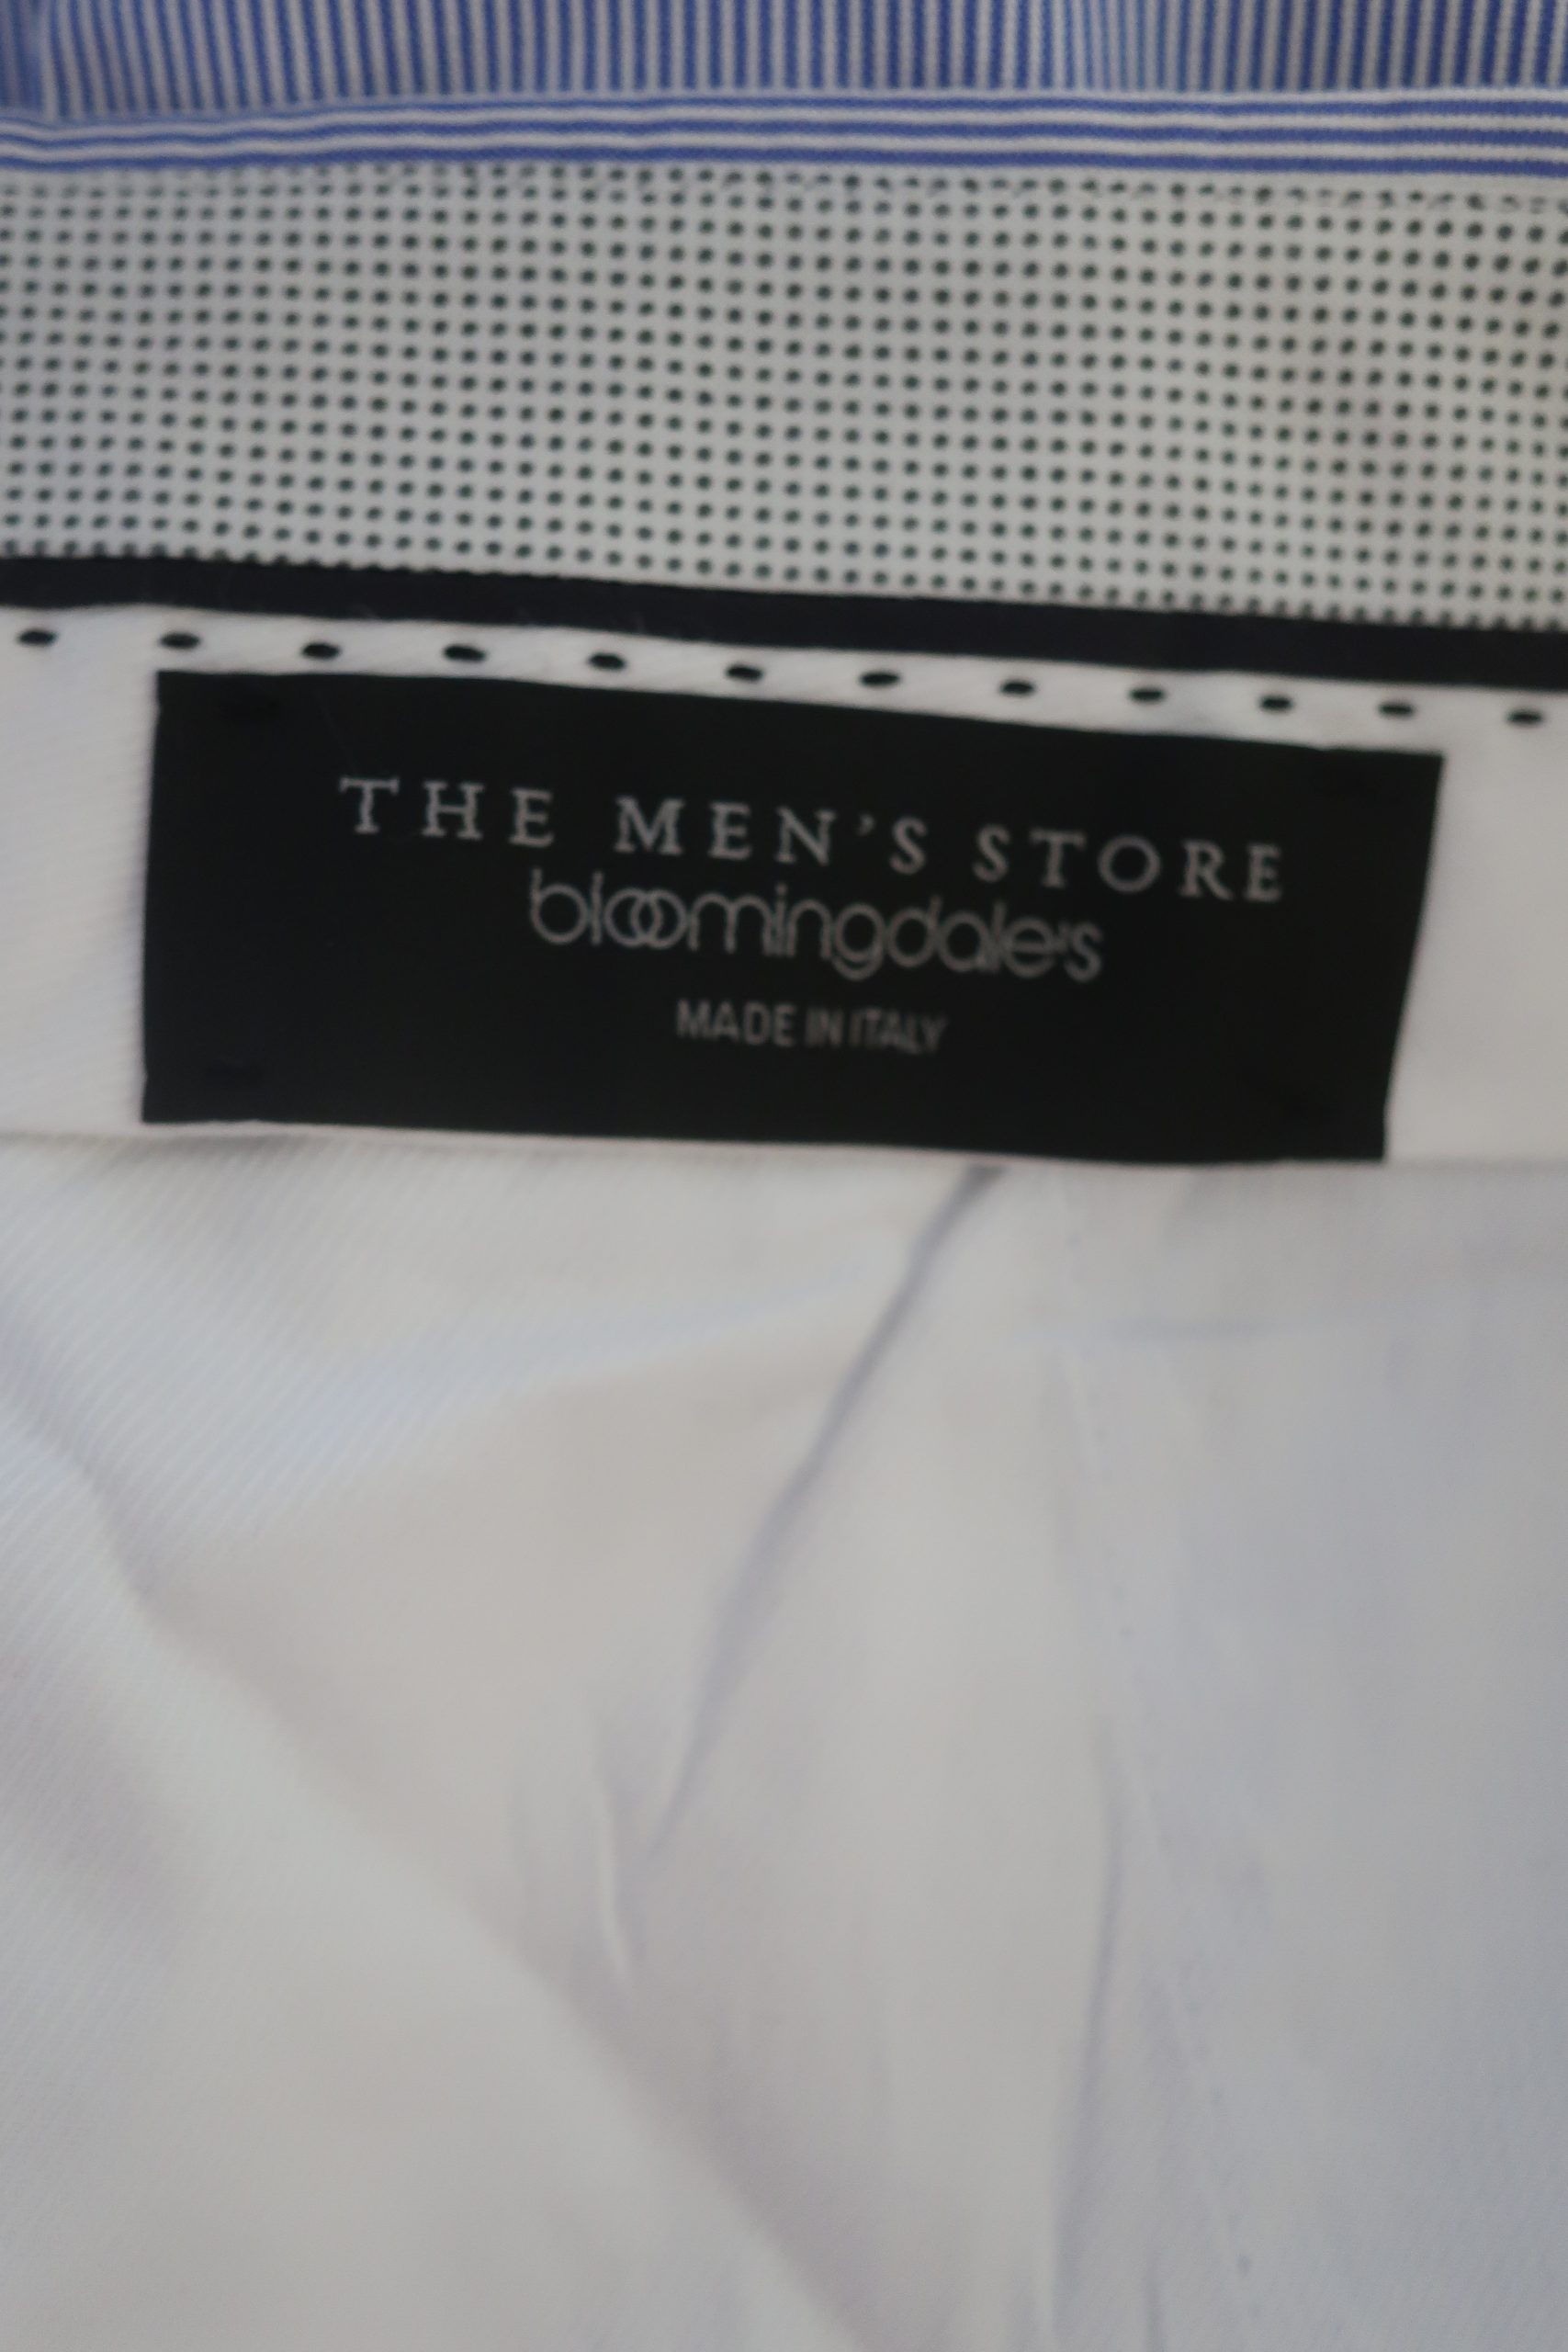 THE MEN'S STORE
bloomingdale's
MADE IN ITALY